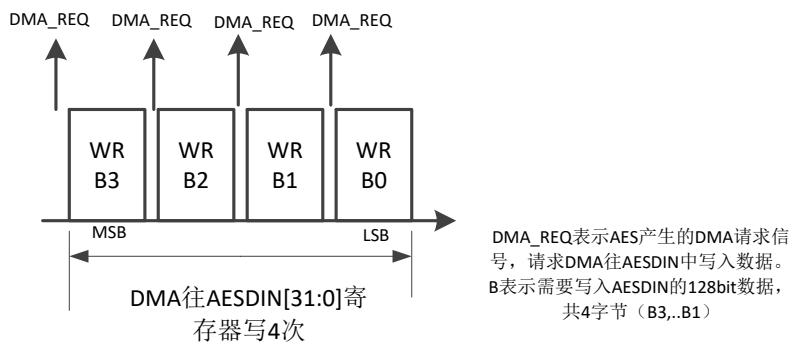 DMA_REQ DMA_REQ DMA_REQ DMA_REQ
WR WR WR WR
B3 B2 B1 B0
MSB LSB
DMA往AESDIN[31:0]寄
存器写4次
DMA_REQ表示AES产生的DMA请求信
号，请求DMA往AESDIN中写入数据。
B表示需要写入AESDIN的128bit数据，
共4字节（B3,..B1）